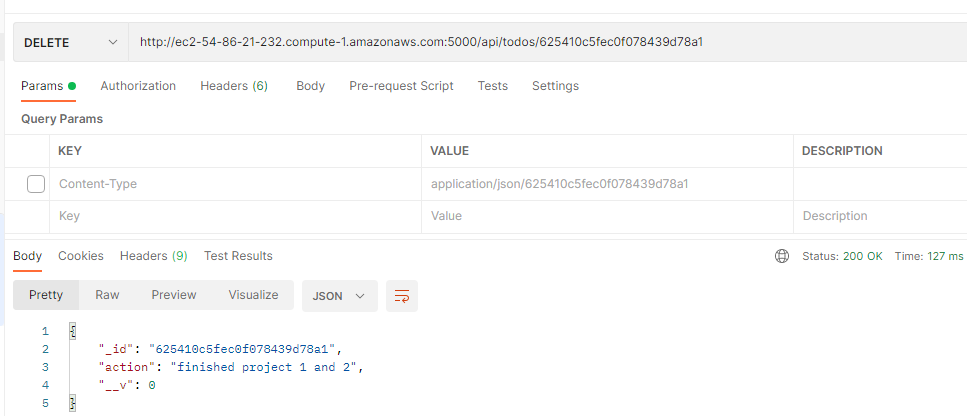 DELETE http://ec2-54-86-21-232.compute-1.amazonaws.com:5000/api/todos/625410c5fec0f078439d78a1
Params Authorization Headers (6) Body Pre-request Script Tests Settings
Query Params
KEY VALUE DESCRIPTION
Content-Type application/json/625410c5fec0f078439d78a1
Key Value Description
Body Cookies Headers (9) Test Results Status: 200 OK Time: 127 ms
Pretty Raw Preview Visualize JSON
1 {
2 "_id": "625410c5fec0f078439d78a1",
3 "action": "finished project 1 and 2",
4 "__v": 0
5 }